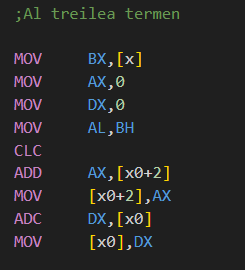 ;Al treilea termen
MOV BX,[x]
MOV AX,0
MOV DX,0
MOV AL,BH
CLC
ADD AX,[x0+2]
MOV [x0+2],AX
ADC DX,[x0]
MOV [x0],DX